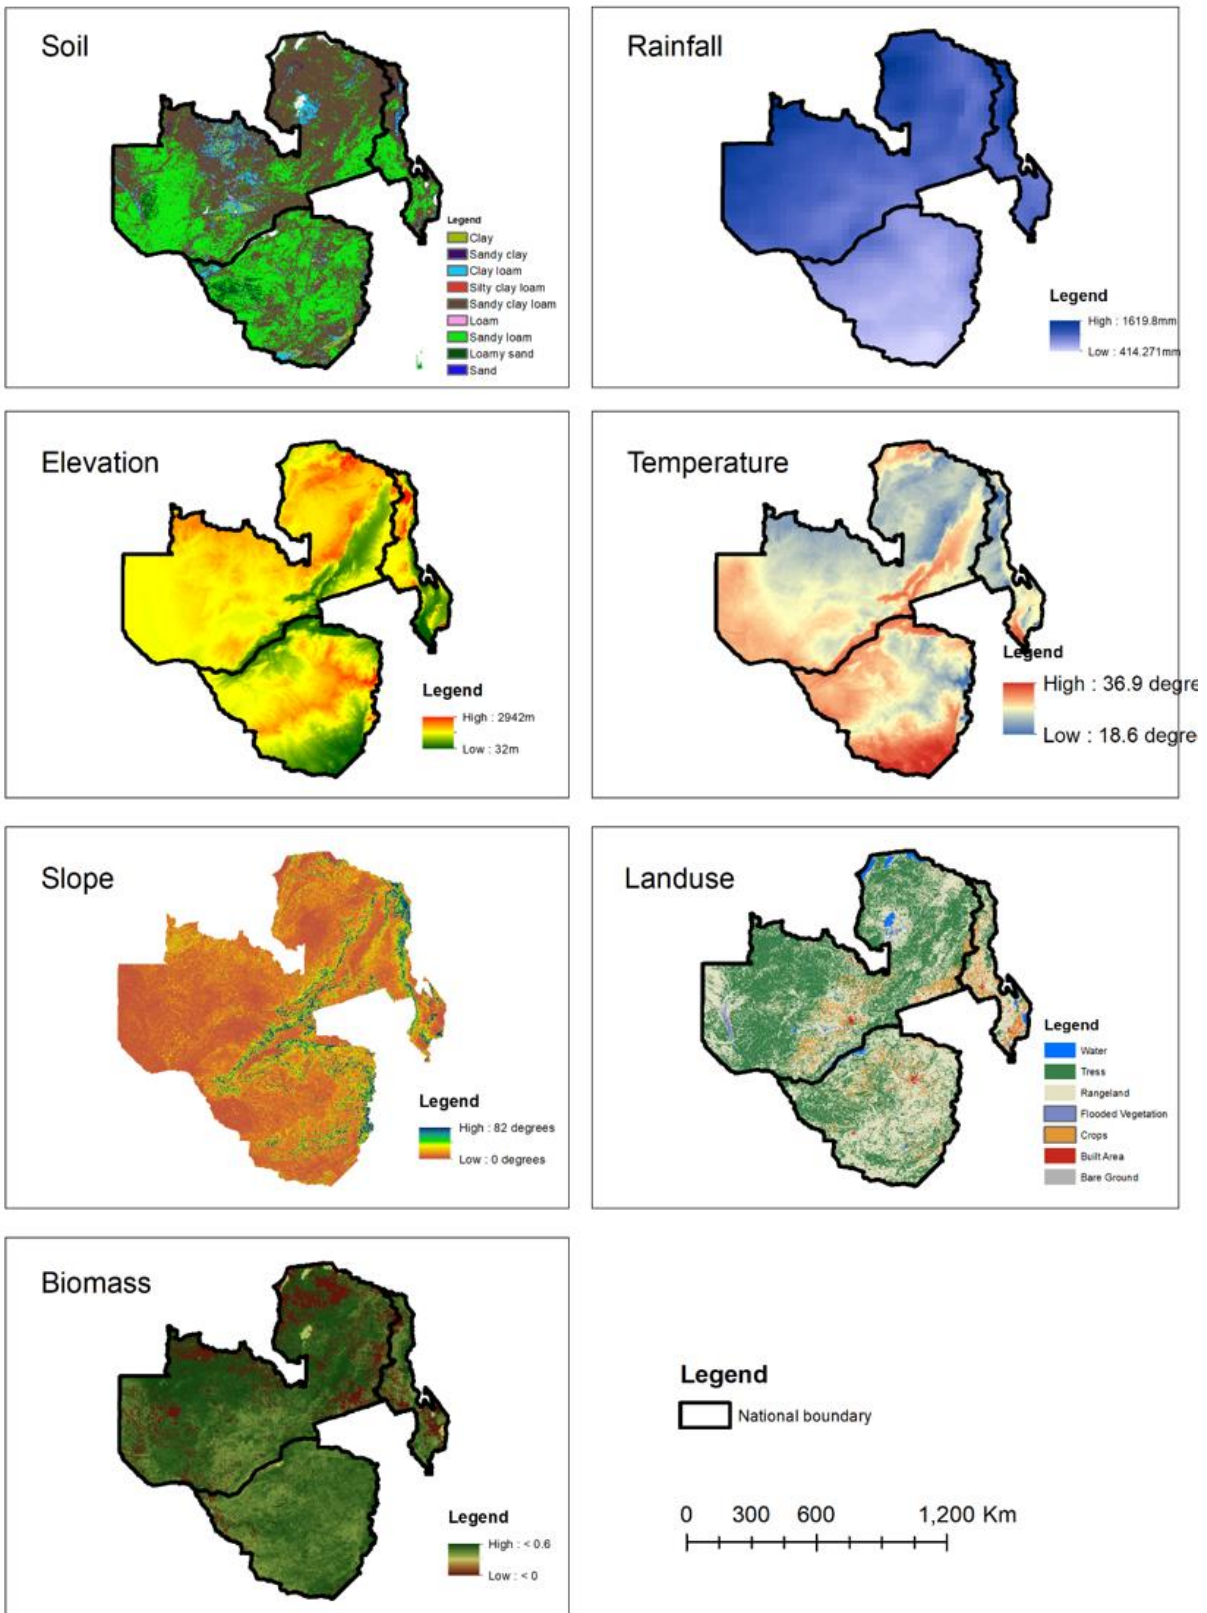 Soil
Legend
Clay
Sandy clay
Clay loam
Silty clay loam
Sandy clay loam
Loam
Sandy loam
Loamy sand
Sand
Rainfall
Legend
High : 1619.8mm
Low : 414.271mm
Elevation
Legend
High : 2942m
Low : 32m
Temperature
Legend
High : 36.9 degre
Low : 18.6 degre
Slope
Legend
High : 82 degrees
Low : 0 degrees
Landuse
Legend
Water
Tress
Rangeland
Flooded Vegetation
Crops
Built Area
Bare Ground
Biomass
Legend
High : < 0.6
Low : < 0
Legend
National boundary
0 300 600 1,200 Km